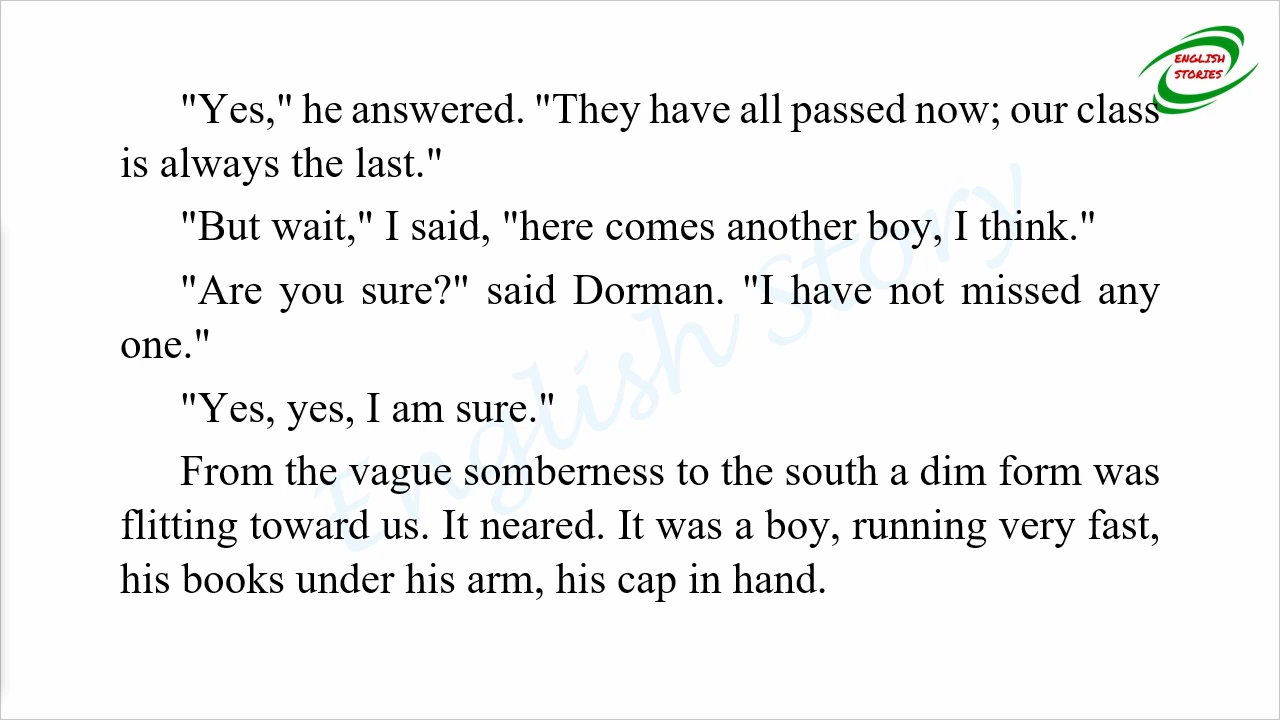 ENGLISH
STORIES
"Yes," he answered. "They have all passed now; our class
is always the last."
"But wait," I said, "here comes another boy, I think."
"Are you sure?" said Dorman. "I have not missed any
one."
"Yes, yes, I am sure."
From the vague somberness to the south a dim form was
flitting toward us. It neared. It was a boy, running very fast,
his books under his arm, his cap in hand.
English Story